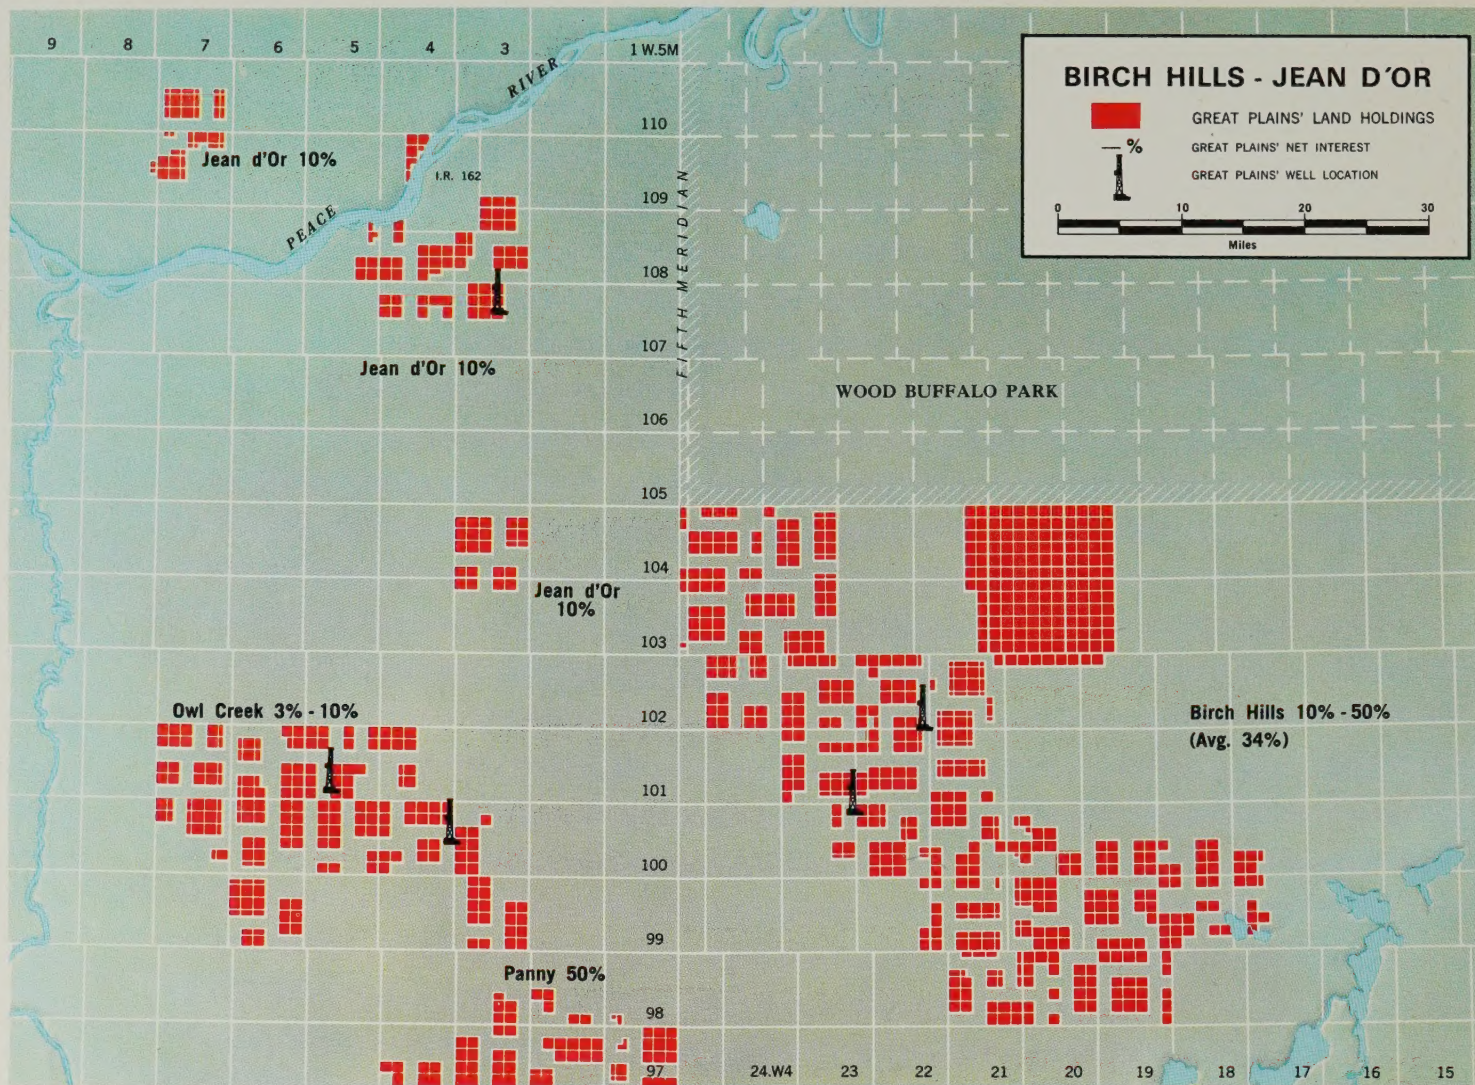 9 8 7 6 5 4 3 1 W.5M
BIRCH HILLS - JEAN D'OR
GREAT PLAINS' LAND HOLDINGS
% GREAT PLAINS' NET INTEREST
GREAT PLAINS' WELL LOCATION
0 10 20 30
Miles
PEACE RIVER
110
Jean d'Or 10%
I.R. 162
109
FIFTH MERIDIAN
108
107
Jean d'Or 10%
WOOD BUFFALO PARK
106
105
104
Jean d'Or
10%
103
Owl Creek 3% - 10%
102
Birch Hills 10% - 50%
(Avg. 34%)
101
100
99
Panny 50%
98
97 24.W4 23 22 21 20 19 18 17 16 15